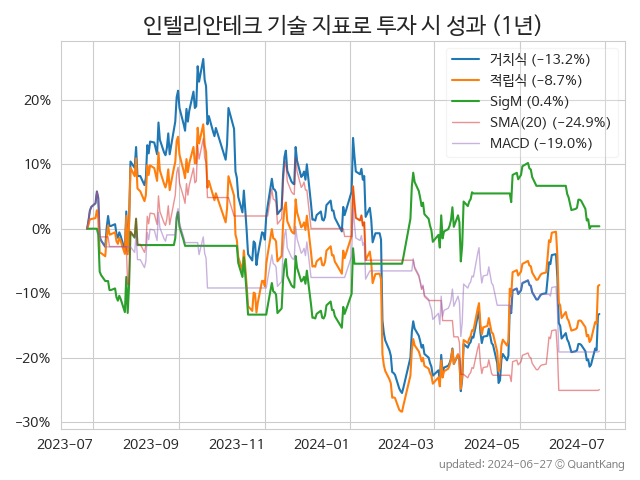 인텔리안테크 기술 지표로 투자 시 성과 (1년)
거치식 (−13.2%)
적립식 (−8.7%)
SigM (0.4%)
SMA(20) (−24.9%)
MACD (−19.0%)
20%
10%
0%
−10%
−20%
−30%
2023-07 2023-09 2023-11 2024-01 2024-03 2024-05 2024-07
updated: 2024-06-27 © QuantKang